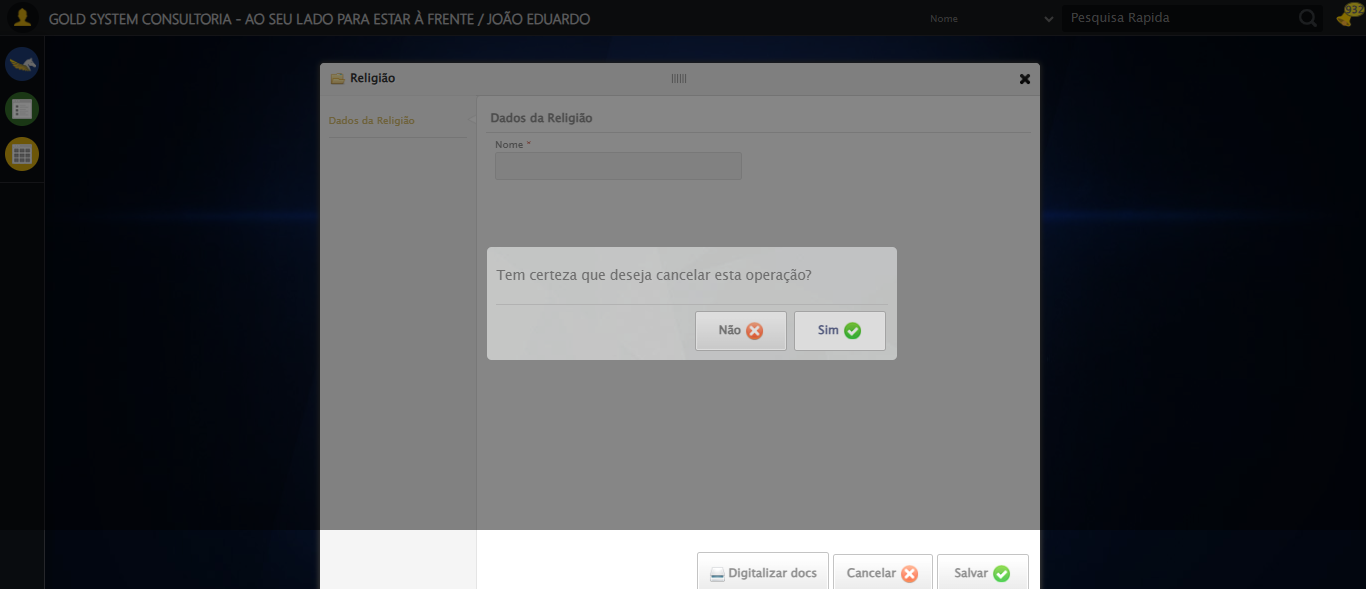 GOLD SYSTEM CONSULTORIA - AO SEU LADO PARA ESTAR À FRENTE / JOÃO EDUARDO
Nome
Pesquisa Rapida
932
Religião
Dados da Religião
Dados da Religião
Nome *
Tem certeza que deseja cancelar esta operação?
Não
Sim
Digitalizar docs
Cancelar
Salvar